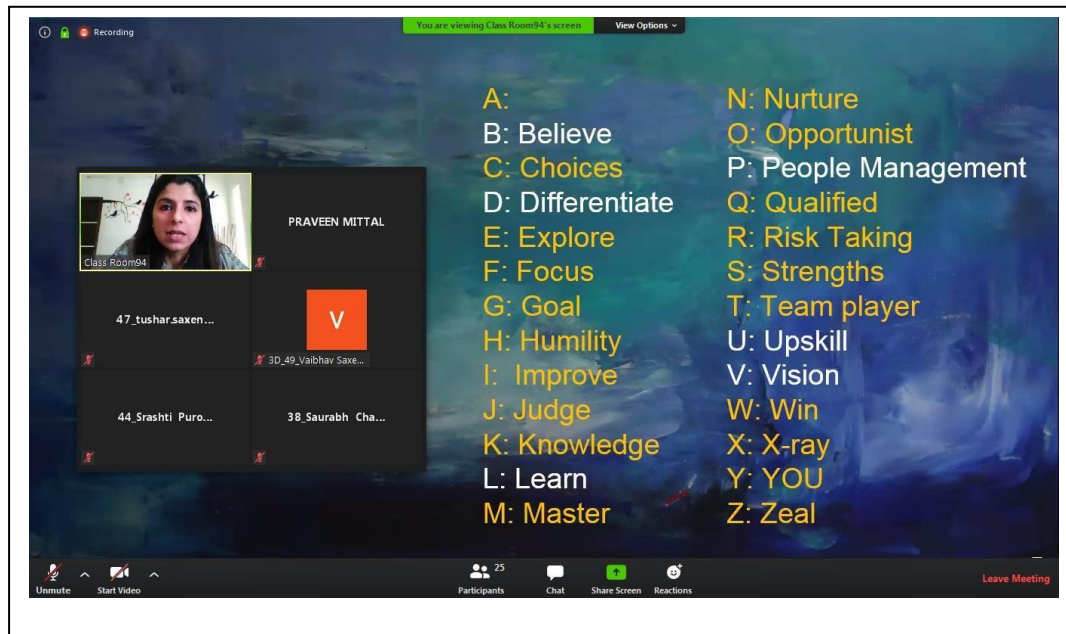 Recording
You are viewing Class Room94's screen
View Options
A:
B: Believe
C: Choices
D: Differentiate
E: Explore
F: Focus
G: Goal
H: Humility
I: Improve
J: Judge
K: Knowledge
L: Learn
M: Master
N: Nurture
O: Opportunist
P: People Management
Q: Qualified
R: Risk Taking
S: Strengths
T: Team player
U: Upskill
V: Vision
W: Win
X: X-ray
Y: YOU
Z: Zeal
Class Room94
PRAVEEN MITTAL
47_tushar.saxen...
V
3D_49_Vaibhav Saxe...
44_Srashti Puro...
38_Saurabh Cha...
Unmute
Start Video
25
Participants
Chat
Share Screen
Reactions
Leave Meeting